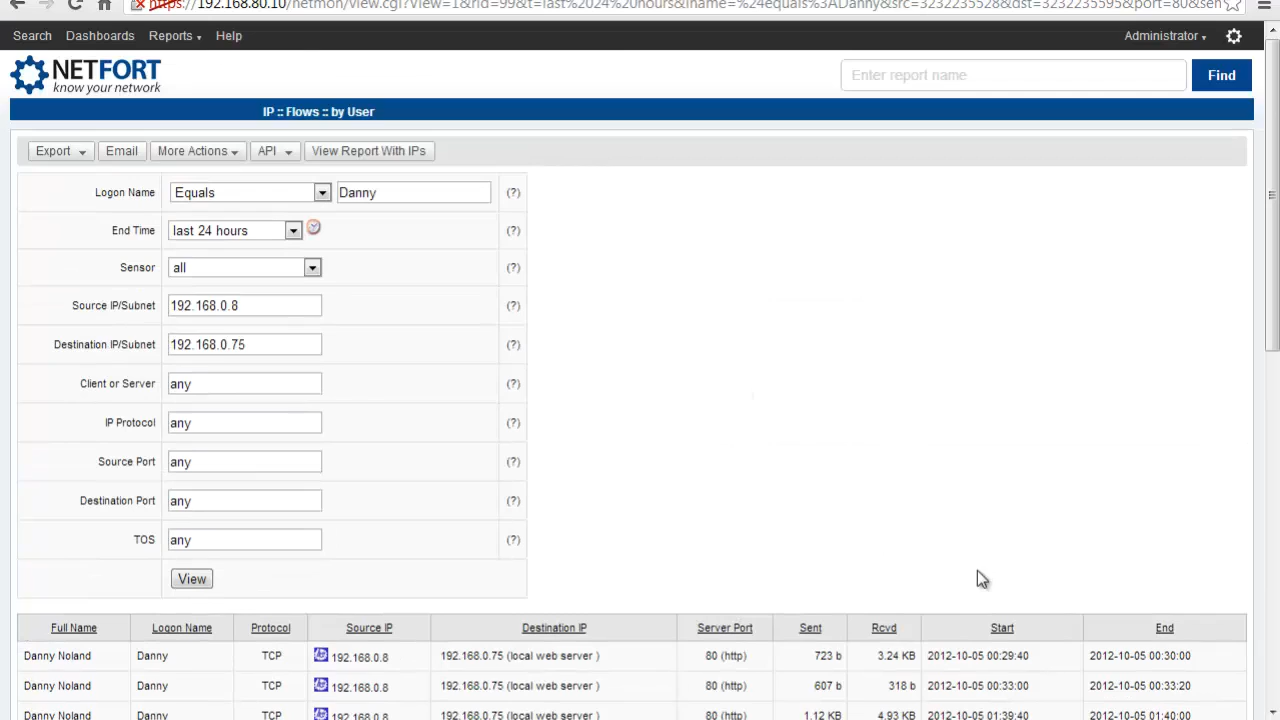 https://192.168.80.10/netmon/view.cgi?view=1&rid=99&t=last%2024%20hours&lname=%24equals%3ADanny&src=3232235528&dst=3232235595&port=80&sen
Search Dashboards Reports Help Administrator
NETFORT
know your network
Enter report name Find
IP :: Flows :: by User
Export Email More Actions API View Report With IPs
Logon Name Equals Danny (?)
End Time last 24 hours (?)
Sensor all (?)
Source IP/Subnet 192.168.0.8 (?)
Destination IP/Subnet 192.168.0.75 (?)
Client or Server any (?)
IP Protocol any (?)
Source Port any (?)
Destination Port any (?)
TOS any (?)
View
Full Name Logon Name Protocol Source IP Destination IP Server Port Sent Rcvd Start End
Danny Noland Danny TCP 192.168.0.8 192.168.0.75 (local web server ) 80 (http) 723 b 3.24 KB 2012-10-05 00:29:40 2012-10-05 00:30:00
Danny Noland Danny TCP 192.168.0.8 192.168.0.75 (local web server ) 80 (http) 607 b 318 b 2012-10-05 00:33:00 2012-10-05 00:33:20
Danny Noland Danny TCP 192.168.0.8 192.168.0.75 (local web server ) 80 (http) 1.12 KB 4.93 KB 2012-10-05 01:39:40 2012-10-05 01:40:00